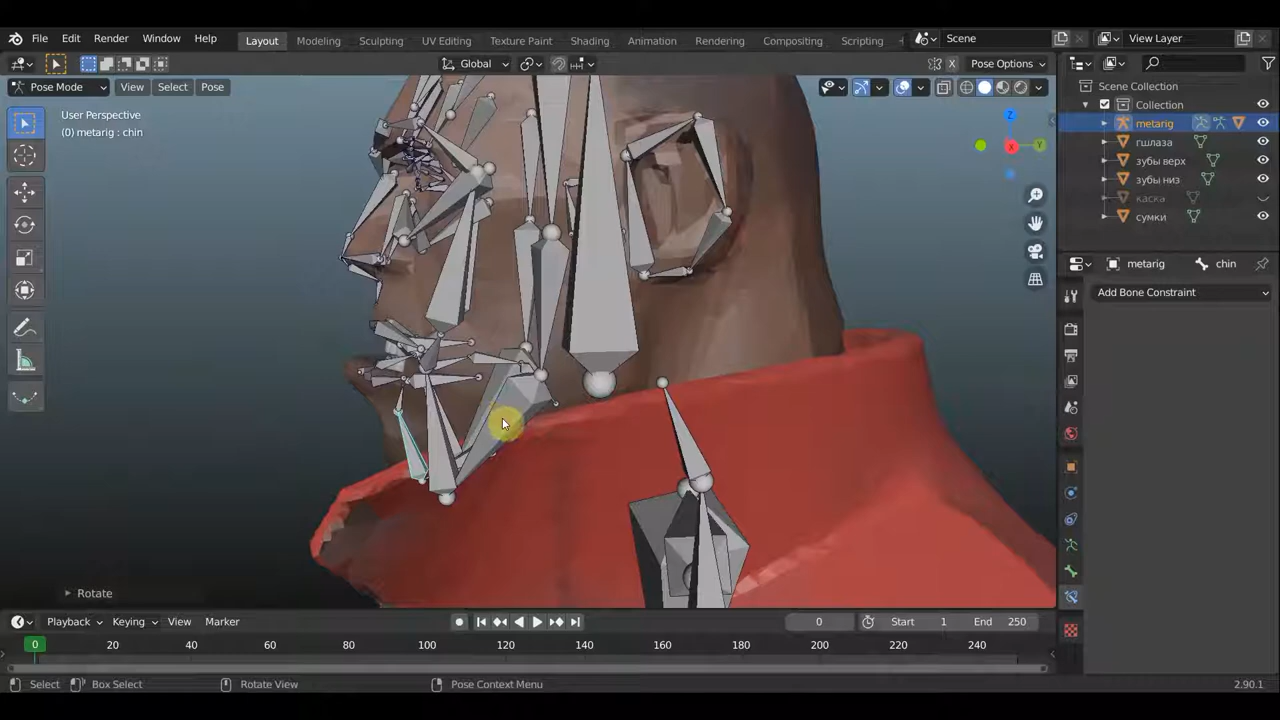 File Edit Render Window Help
Layout Modeling Sculpting UV Editing Texture Paint Shading Animation Rendering Compositing Scripting
Scene View Layer
Global X Pose Options
Pose Mode View Select Pose
User Perspective
(0) metarig : chin
Z
Y
X
Scene Collection
Collection
metarig
гшлаза
зубы верх
зубы низ
каска
сумки
metarig chin
Add Bone Constraint
Rotate
Playback Keying View Marker 0 Start 1 End 250
0 20 40 60 80 100 120 140 160 180 200 220 240
Select Box Select Rotate View Pose Context Menu 2.90.1